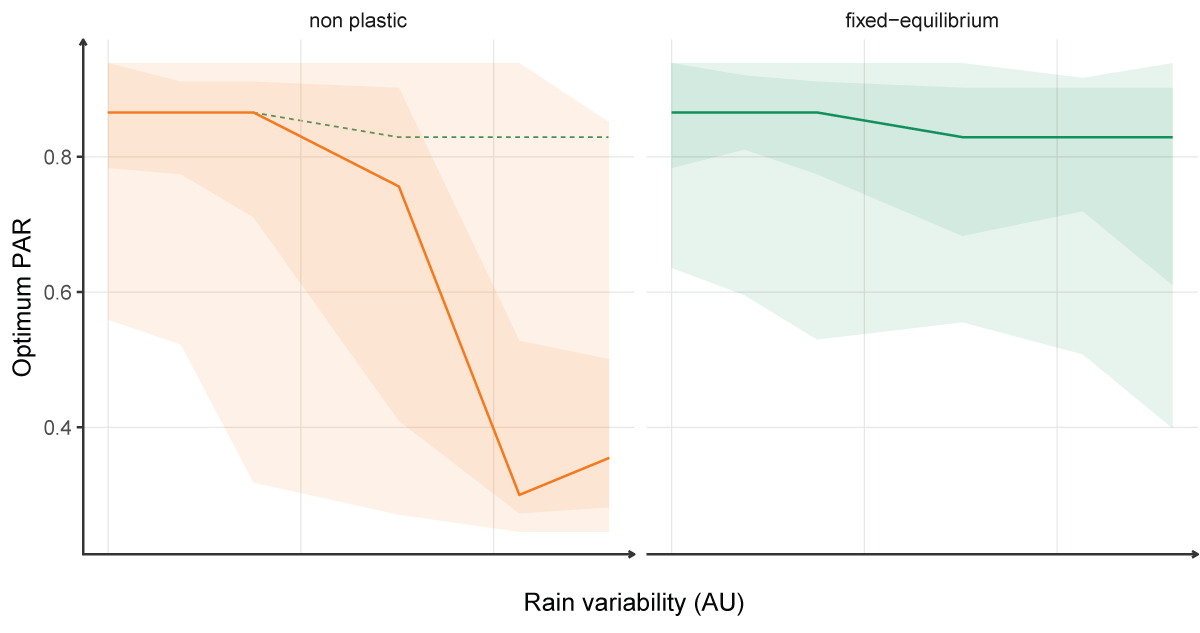 non plastic
fixed−equilibrium
Optimum PAR
0.8
0.6
0.4
Rain variability (AU)